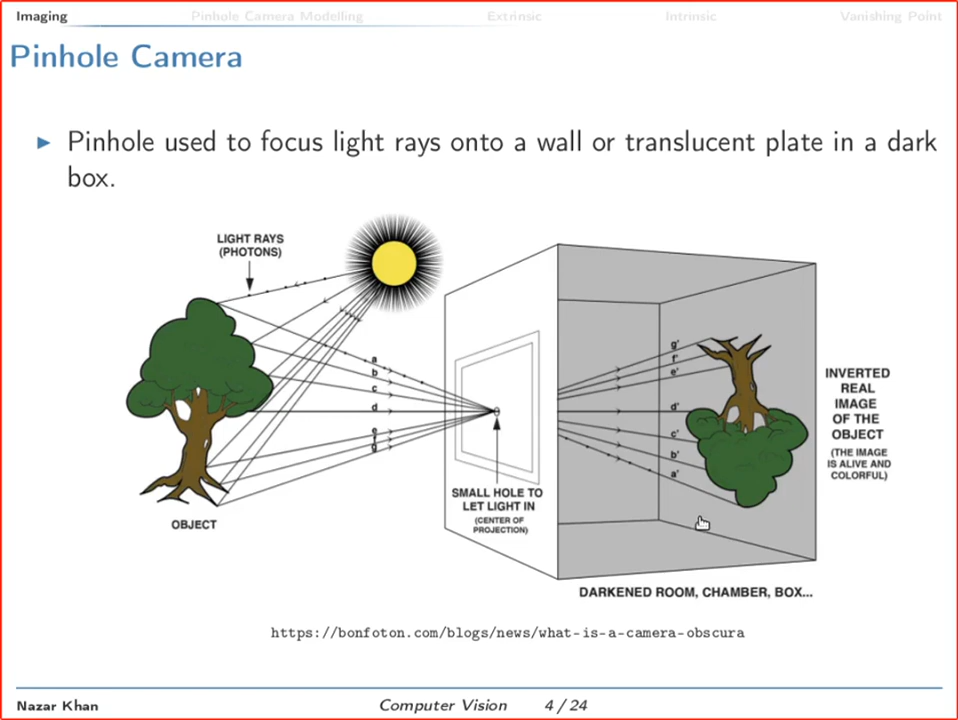 Imaging Pinhole Camera Modelling Extrinsic Intrinsic Vanishing Point
Pinhole Camera
Pinhole used to focus light rays onto a wall or translucent plate in a dark
box.
LIGHT RAYS
(PHOTONS)
a
b
c
d
e
f
g
OBJECT
SMALL HOLE TO
LET LIGHT IN
(CENTER OF
PROJECTION)
g'
f'
e'
d'
c'
b'
a'
INVERTED
REAL
IMAGE
OF THE
OBJECT
(THE IMAGE
IS ALIVE AND
COLORFUL)
DARKENED ROOM, CHAMBER, BOX...
https://bonfoton.com/blogs/news/what-is-a-camera-obscura
Nazar Khan Computer Vision 4 / 24